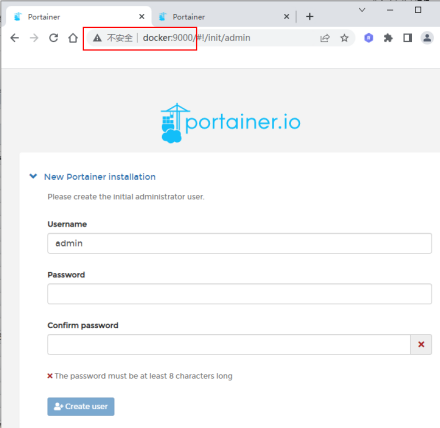 Portainer
Portainer
不安全 | docker:9000/#!/init/admin
portainer.io
New Portainer installation
Please create the initial administrator user.
Username
admin
Password
Confirm password
The password must be at least 8 characters long
Create user